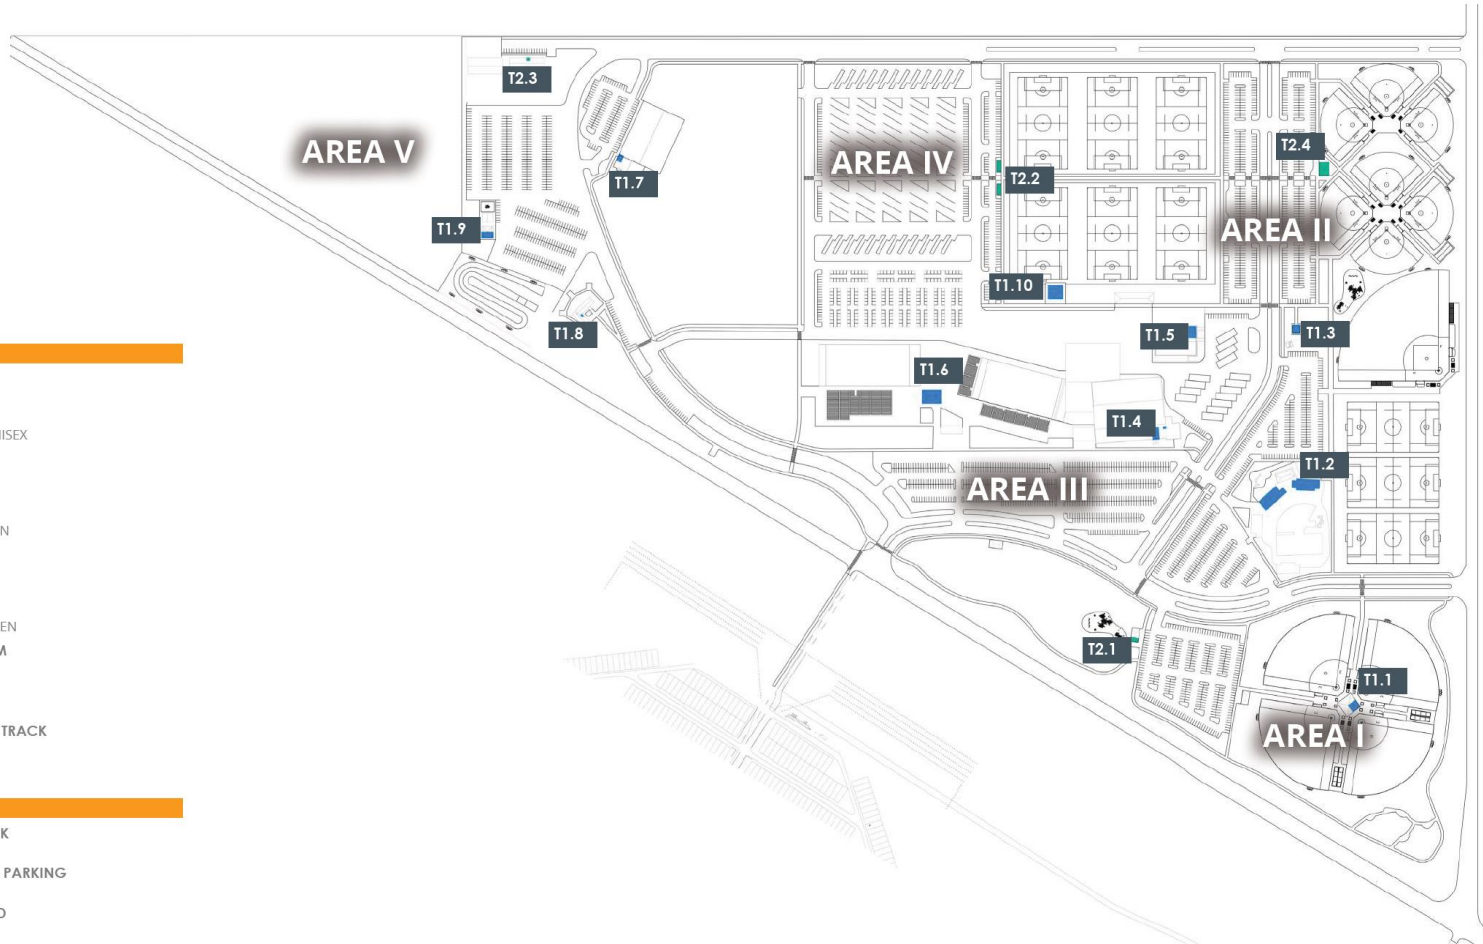 T2.3
AREA V
T1.7
AREA IV
T2.2
T2.4
AREA II
T1.9
T1.10
T1.8
T1.5
T1.3
T1.6
T1.4
T1.2
AREA III
T2.1
T1.1
AREA I
ISEX
N
EN
M
TRACK
K
PARKING
D